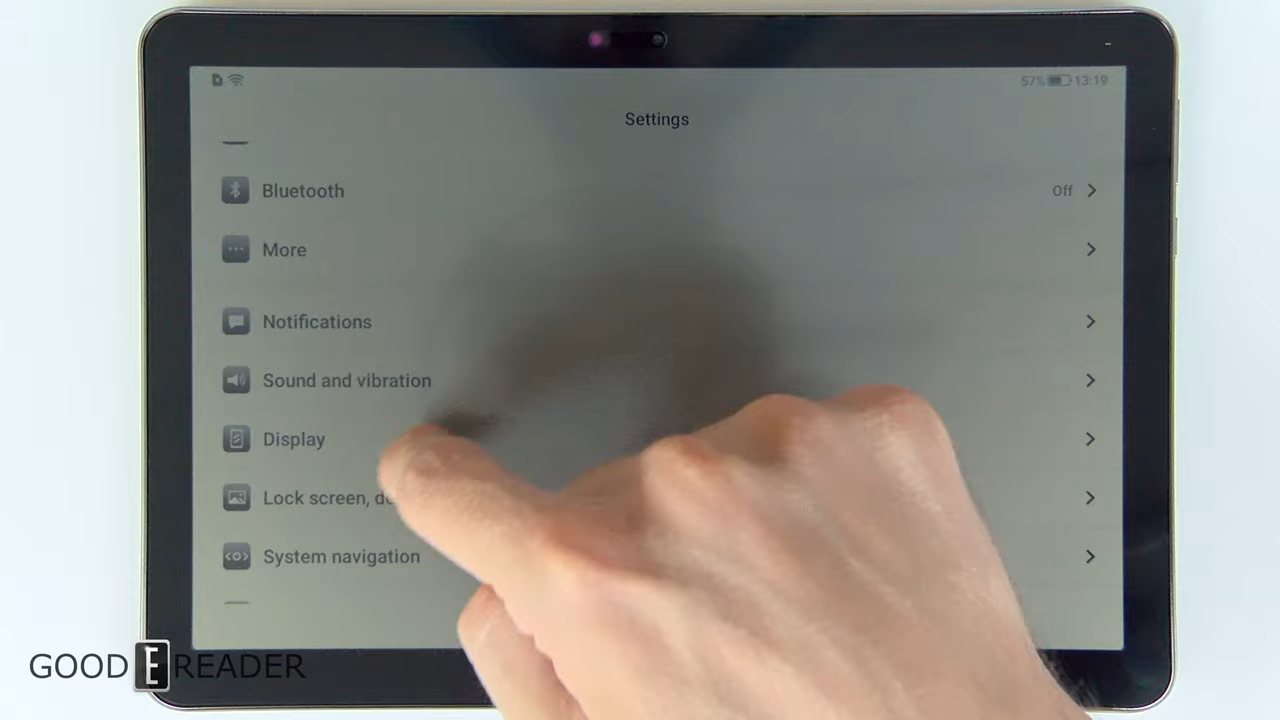 57% 13:19
Settings
Bluetooth Off
More
Notifications
Sound and vibration
Display
Lock screen,
System navigation
GOOD E READER